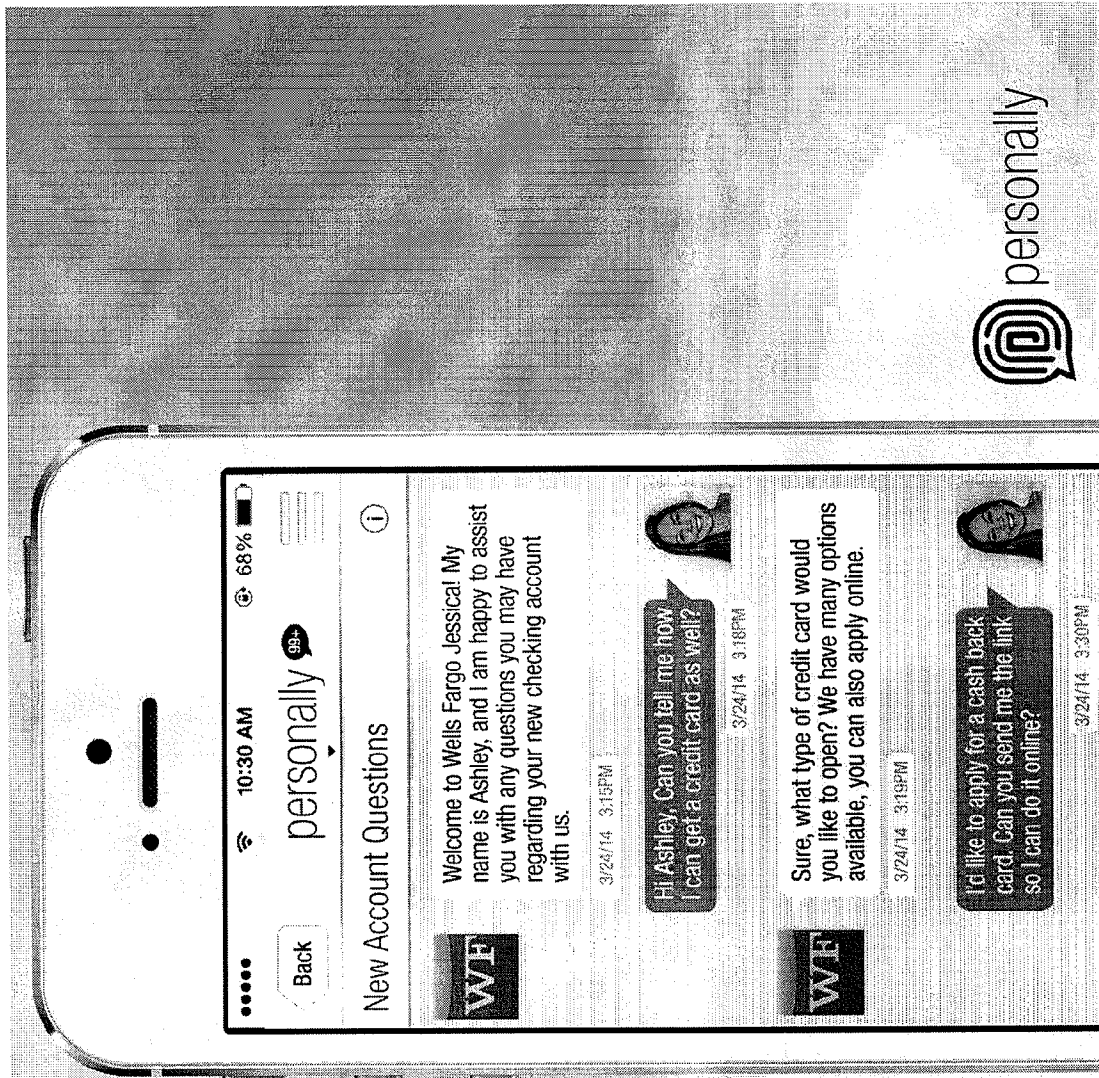 10:30 AM
68%
Back
personally
99+
New Account Questions
i
WF
Welcome to Wells Fargo Jessica! My
name is Ashley, and I am happy to assist
you with any questions you may have
regarding your new checking account
with us.
3/24/14 3:15PM
Hi Ashley, Can you tell me how
I can get a credit card as well?
3/24/14 3:18PM
WF
Sure, what type of credit card would
you like to open? We have many options
available, you can also apply online.
3/24/14 3:19PM
I'd like to apply for a cash back
card. Can you send me the link
so I can do it online?
3/24/14 3:30PM
personally